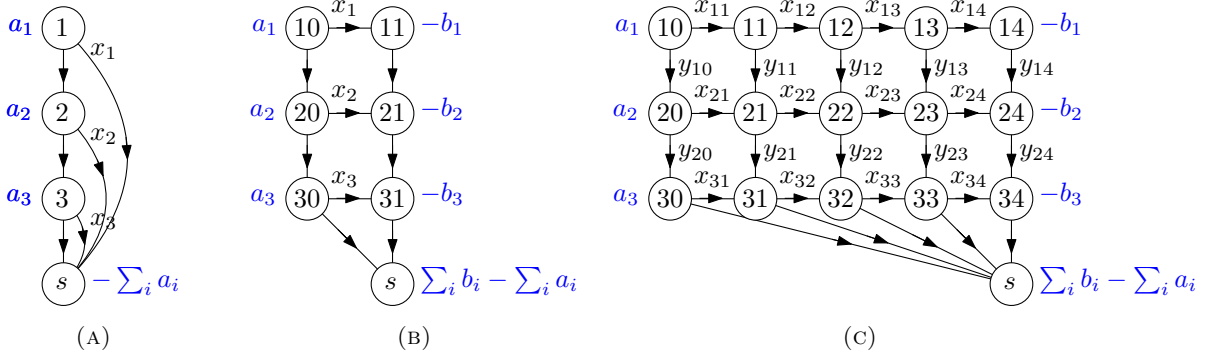 a₁ 1 x₁
a₂ 2 x₂
a₃ 3 x₃
s −∑ᵢ aᵢ
(A)
a₁ 10 x₁ 11 −b₁
a₂ 20 x₂ 21 −b₂
a₃ 30 x₃ 31 −b₃
s ∑ᵢ bᵢ − ∑ᵢ aᵢ
(B)
a₁ 10 x₁₁ 11 x₁₂ 12 x₁₃ 13 x₁₄ 14 −b₁
y₁₀ y₁₁ y₁₂ y₁₃ y₁₄
a₂ 20 x₂₁ 21 x₂₂ 22 x₂₃ 23 x₂₄ 24 −b₂
y₂₀ y₂₁ y₂₂ y₂₃ y₂₄
a₃ 30 x₃₁ 31 x₃₂ 32 x₃₃ 33 x₃₄ 34 −b₃
s ∑ᵢ bᵢ − ∑ᵢ aᵢ
(C)